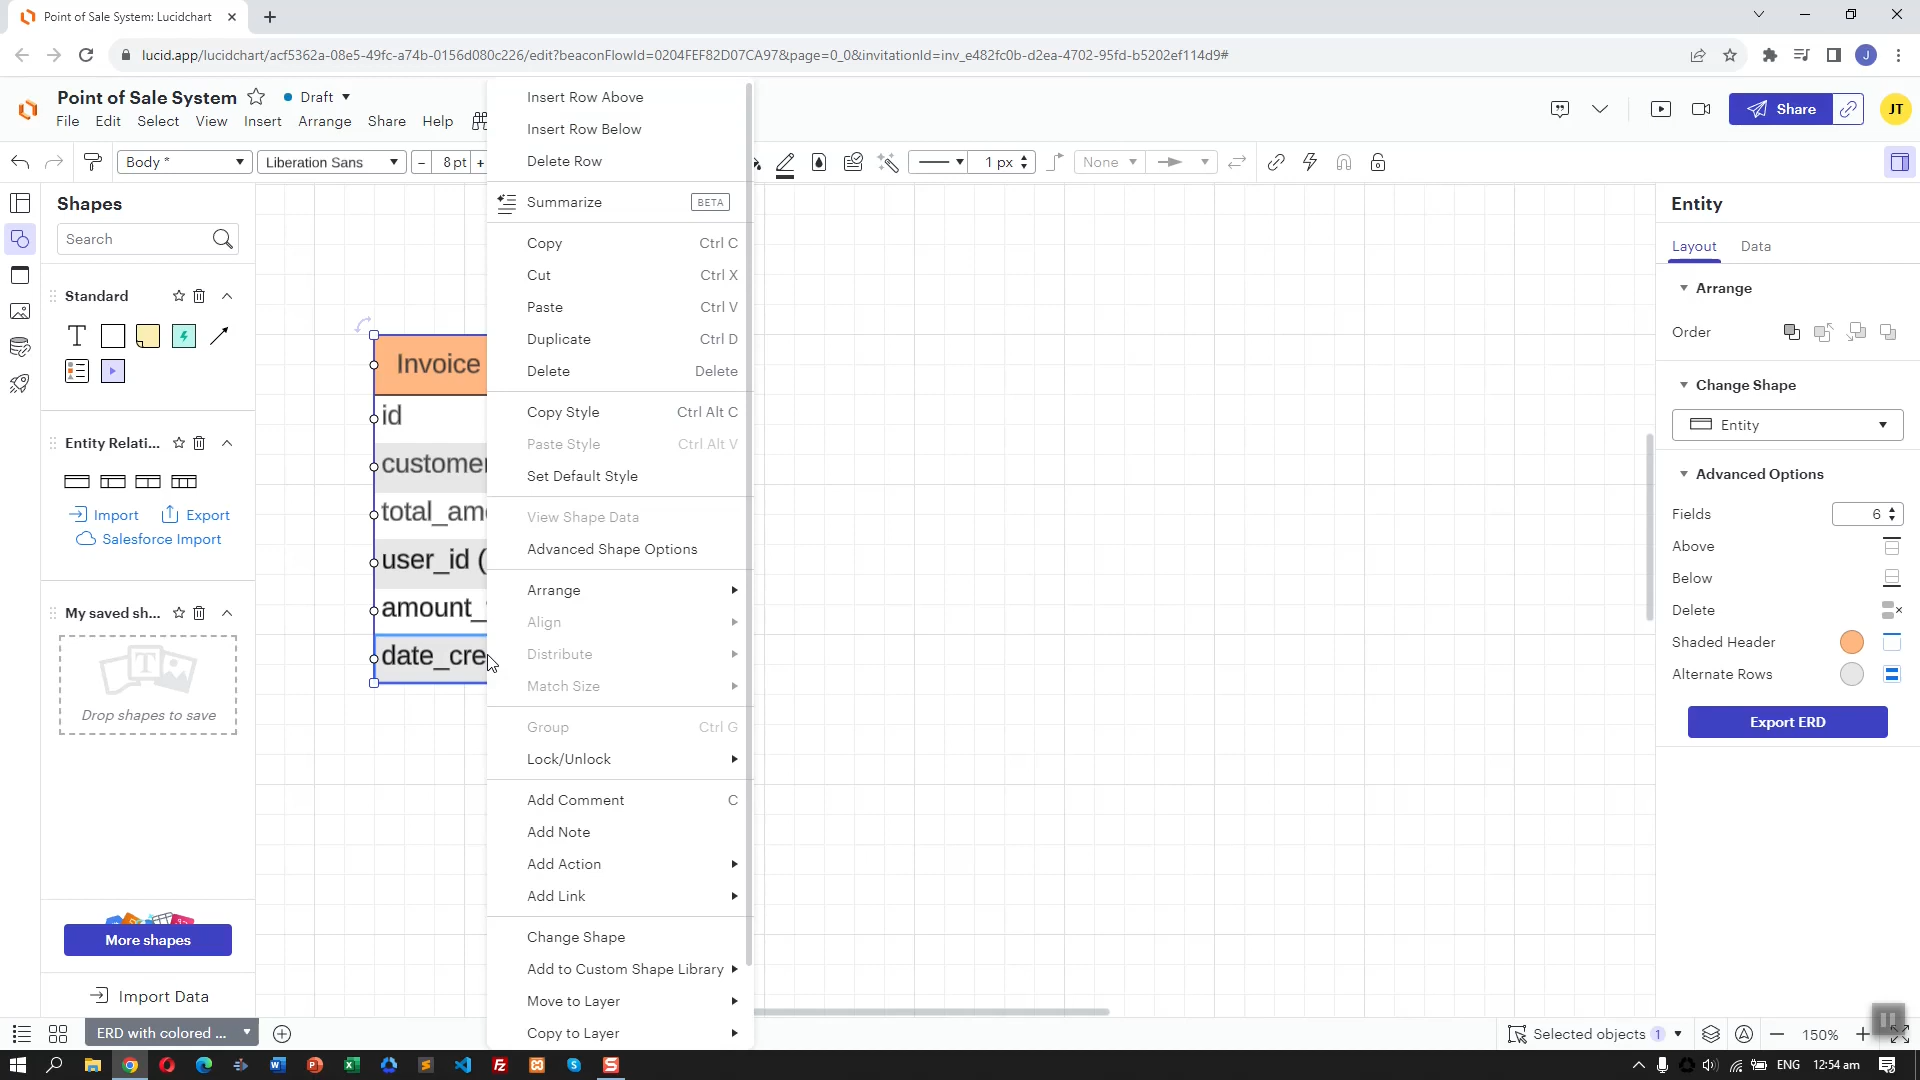 Point of Sale System: Lucidchart
lucid.app/lucidchart/acf5362a-08e5-49fc-a74b-0156d080c226/edit?beaconFlowId=0204FEF82D07CA97&page=0_0&invitationId=inv_e482fc0b-d2ea-4702-95fd-b5202ef114d9#
J
Point of Sale System
Draft
File Edit Select View Insert Arrange Share Help
Share
JT
Body *
Liberation Sans
- 8 pt +
1 px
None
Shapes
Search
Standard
T
Entity Relati...
Import
Export
Salesforce Import
My saved sh...
T
Drop shapes to save
More shapes
Import Data
Invoice
id
customer
total_am
user_id (
amount_
date_cre
Insert Row Above
Insert Row Below
Delete Row
Summarize BETA
Copy Ctrl C
Cut Ctrl X
Paste Ctrl V
Duplicate Ctrl D
Delete Delete
Copy Style Ctrl Alt C
Paste Style Ctrl Alt V
Set Default Style
View Shape Data
Advanced Shape Options
Arrange
Align
Distribute
Match Size
Group Ctrl G
Lock/Unlock
Add Comment C
Add Note
Add Action
Add Link
Change Shape
Add to Custom Shape Library
Move to Layer
Copy to Layer
Entity
Layout Data
Arrange
Order
Change Shape
Entity
Advanced Options
Fields 6
Above
Below
Delete
Shaded Header
Alternate Rows
Export ERD
ERD with colored ...
Selected objects 1
150%
ENG 12:54 am